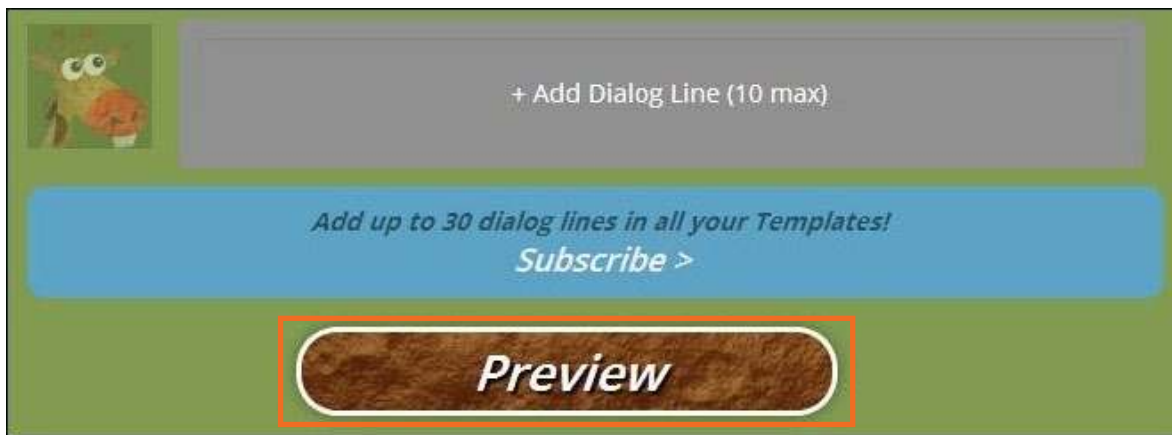 + Add Dialog Line (10 max)
Add up to 30 dialog lines in all your Templates!
Subscribe >
Preview